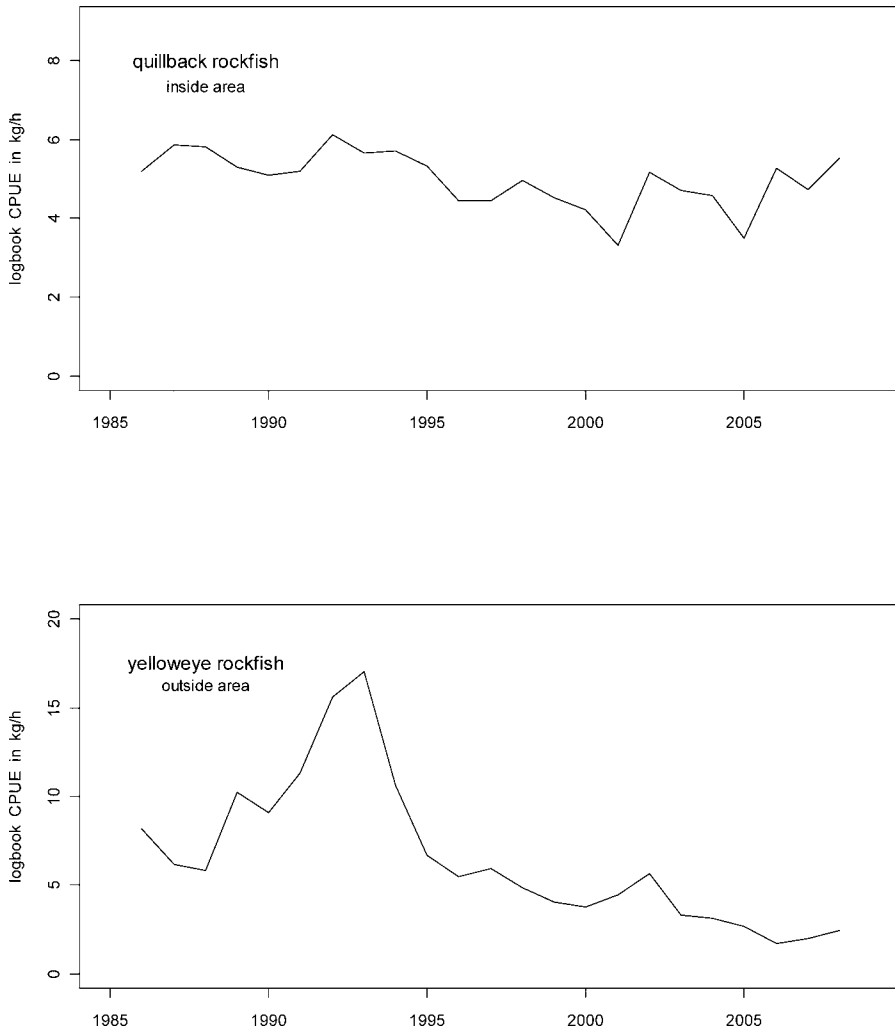 quillback rockfish
inside area
logbook CPUE in kg/h
8
6
4
2
0
1985 1990 1995 2000 2005
yelloweye rockfish
outside area
logbook CPUE in kg/h
20
15
10
5
0
1985 1990 1995 2000 2005